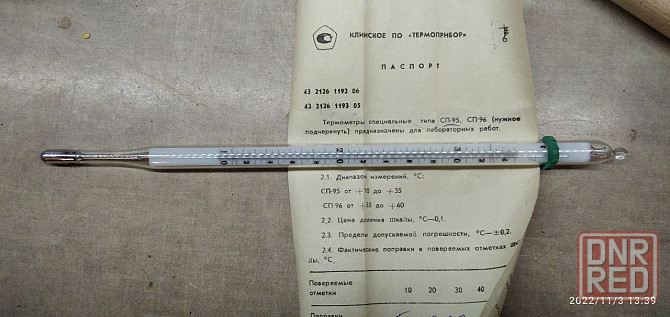 КЛИНСКОЕ ПО «ТЕРМОПРИБОР»
ПАСПОРТ
43 2126 1192 06
43 2126 1193 05
Термометры специальные типа СП-95, СП-96 (нужное
подчеркнуть) предназначены для лабораторных работ.
2.1. Диапазон измерений, °С:
СП-95 от +10 до +35
СП 96 от +35 до +60
2.2. Цена деления шкалы, °С—0,1.
2.3. Пределы допускаемой погрешности, °С—±0,2.
2.4. Фактические поправки в поверяемых отметках шка-
лы, °С,
Поверяемые
отметки 10 20 30 40
Поправки
DNR
RED
2022/11/3 13:39